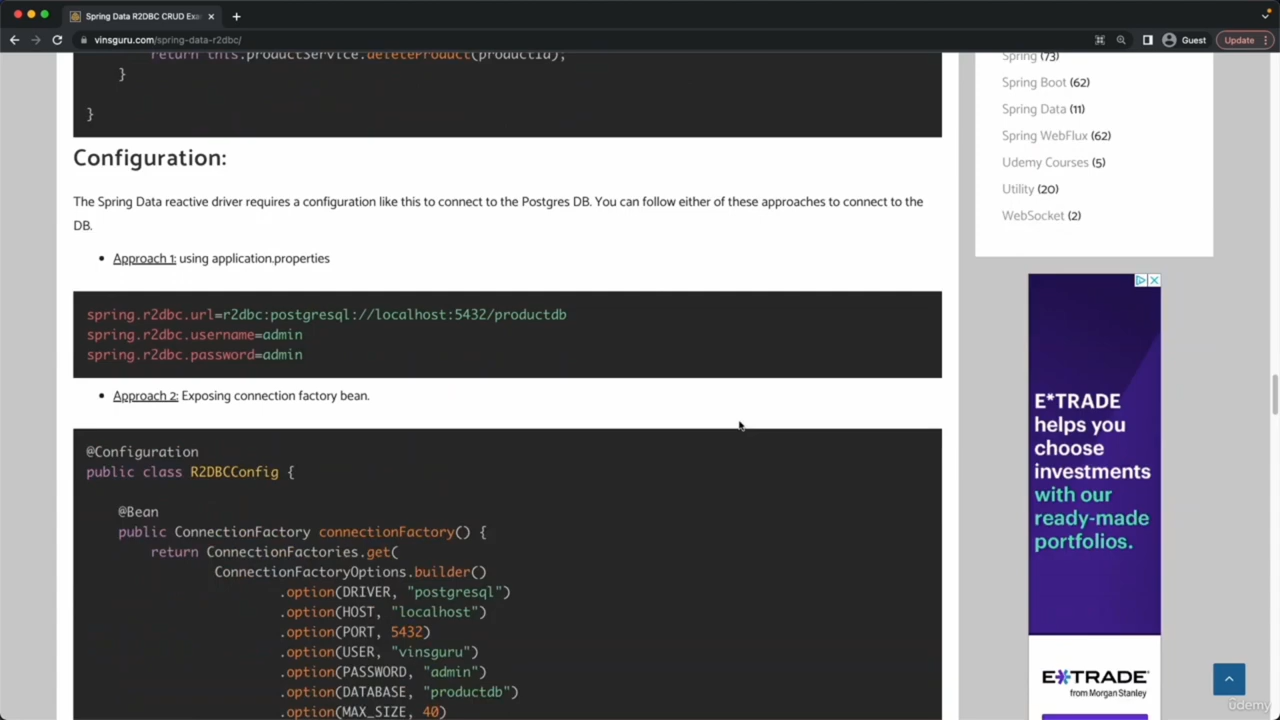 Spring Data R2DBC CRUD Exa
vinsguru.com/spring-data-r2dbc/
Guest
Update
return this.productService.deleteProduct(productId);
}
}
Configuration:
The Spring Data reactive driver requires a configuration like this to connect to the Postgres DB. You can follow either of these approaches to connect to the
DB.
• Approach 1: using application.properties
spring.r2dbc.url=r2dbc:postgresql://localhost:5432/productdb
spring.r2dbc.username=admin
spring.r2dbc.password=admin
• Approach 2: Exposing connection factory bean.
@Configuration
public class R2DBCConfig {
@Bean
public ConnectionFactory connectionFactory() {
return ConnectionFactories.get(
ConnectionFactoryOptions.builder()
.option(DRIVER, "postgresql")
.option(HOST, "localhost")
.option(PORT, 5432)
.option(USER, "vinsguru")
.option(PASSWORD, "admin")
.option(DATABASE, "productdb")
.option(MAX_SIZE, 40)
Spring (73)
Spring Boot (62)
Spring Data (11)
Spring WebFlux (62)
Udemy Courses (5)
Utility (20)
WebSocket (2)
E*TRADE
helps you
choose
investments
with our
ready-made
portfolios.
E*TRADE®
from Morgan Stanley
ûdemy